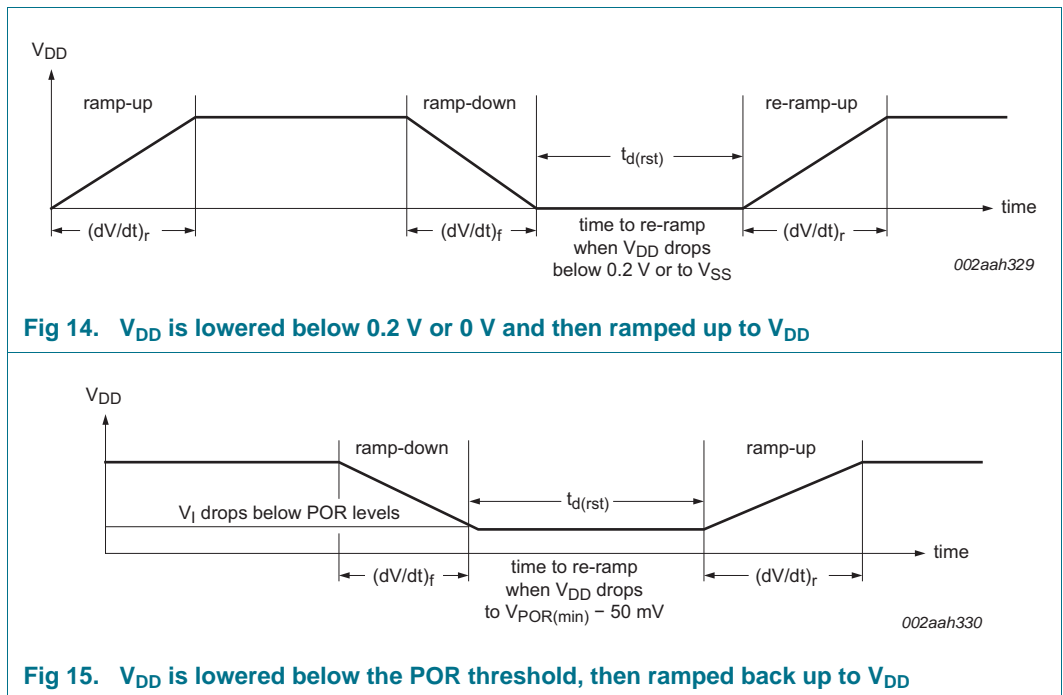 VDD
ramp-up
ramp-down
re-ramp-up
td(rst)
time
(dV/dt)r
(dV/dt)f
time to re-ramp
when VDD drops
below 0.2 V or to VSS
(dV/dt)r
002aah329
Fig 14. VDD is lowered below 0.2 V or 0 V and then ramped up to VDD
VDD
ramp-down
ramp-up
td(rst)
VI drops below POR levels
time
(dV/dt)f
time to re-ramp
when VDD drops
to VPOR(min) − 50 mV
(dV/dt)r
002aah330
Fig 15. VDD is lowered below the POR threshold, then ramped back up to VDD